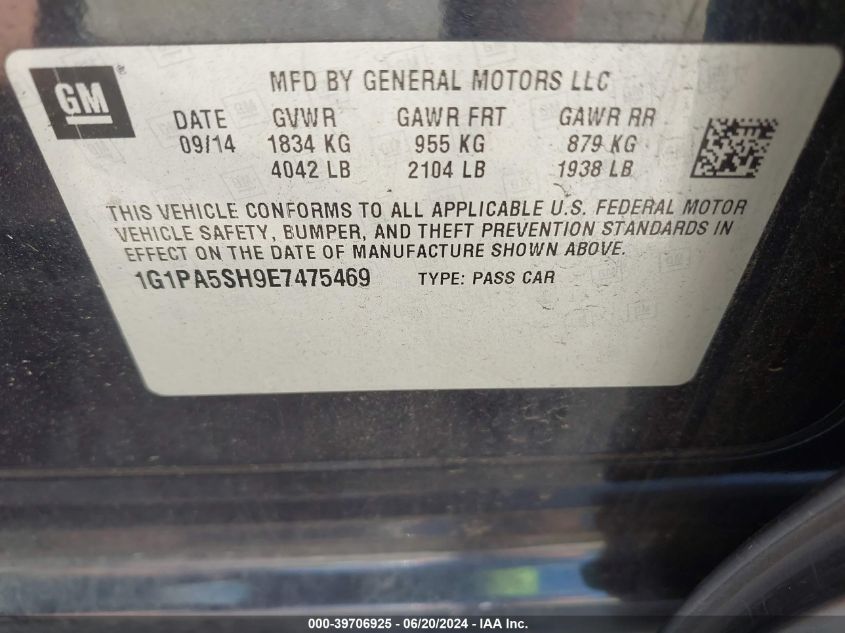 GM
MFD BY GENERAL MOTORS LLC
DATE GVWR GAWR FRT GAWR RR
09/14 1834 KG 955 KG 879 KG
4042 LB 2104 LB 1938 LB
THIS VEHICLE CONFORMS TO ALL APPLICABLE U.S. FEDERAL MOTOR
VEHICLE SAFETY, BUMPER, AND THEFT PREVENTION STANDARDS IN
EFFECT ON THE DATE OF MANUFACTURE SHOWN ABOVE.
1G1PA5SH9E7475469 TYPE: PASS CAR
000-39706925 - 06/20/2024 - IAA Inc.